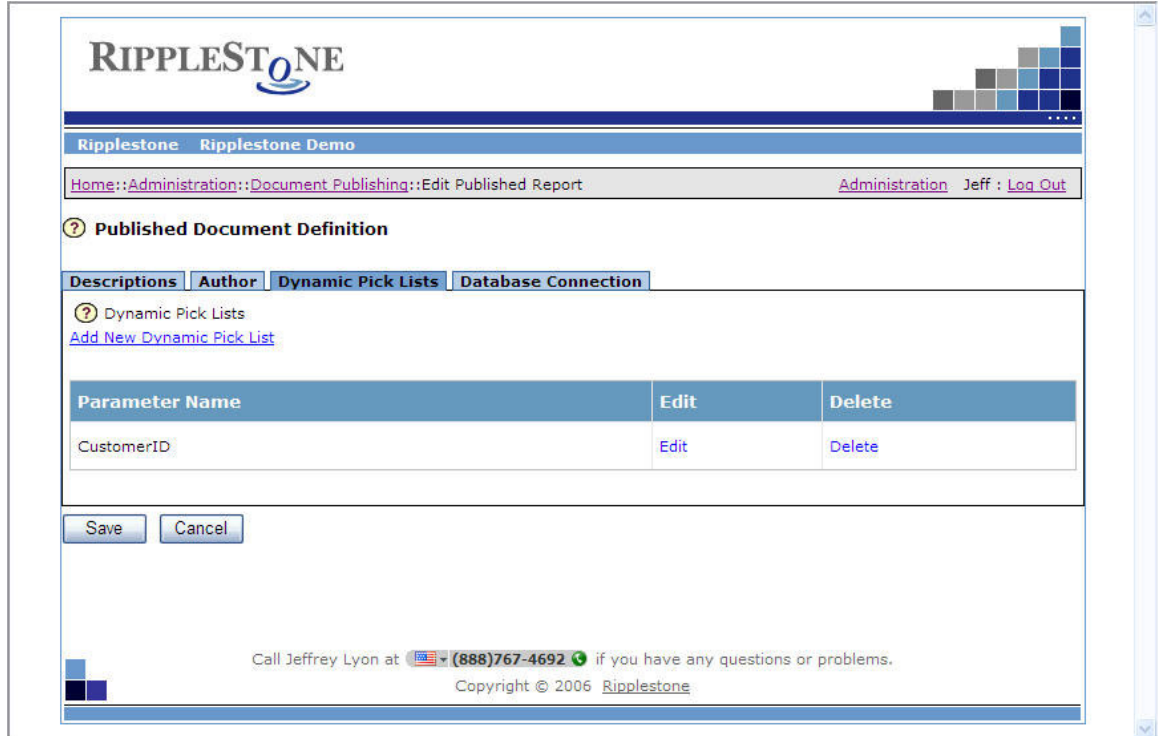 RIPPLESTONE
Ripplestone Ripplestone Demo
Home::Administration::Document Publishing::Edit Published Report Administration Jeff : Log Out
? Published Document Definition
Descriptions Author Dynamic Pick Lists Database Connection
? Dynamic Pick Lists
Add New Dynamic Pick List
Parameter Name Edit Delete
CustomerID Edit Delete
Save Cancel
Call Jeffrey Lyon at (888)767-4692 if you have any questions or problems.
Copyright © 2006 Ripplestone